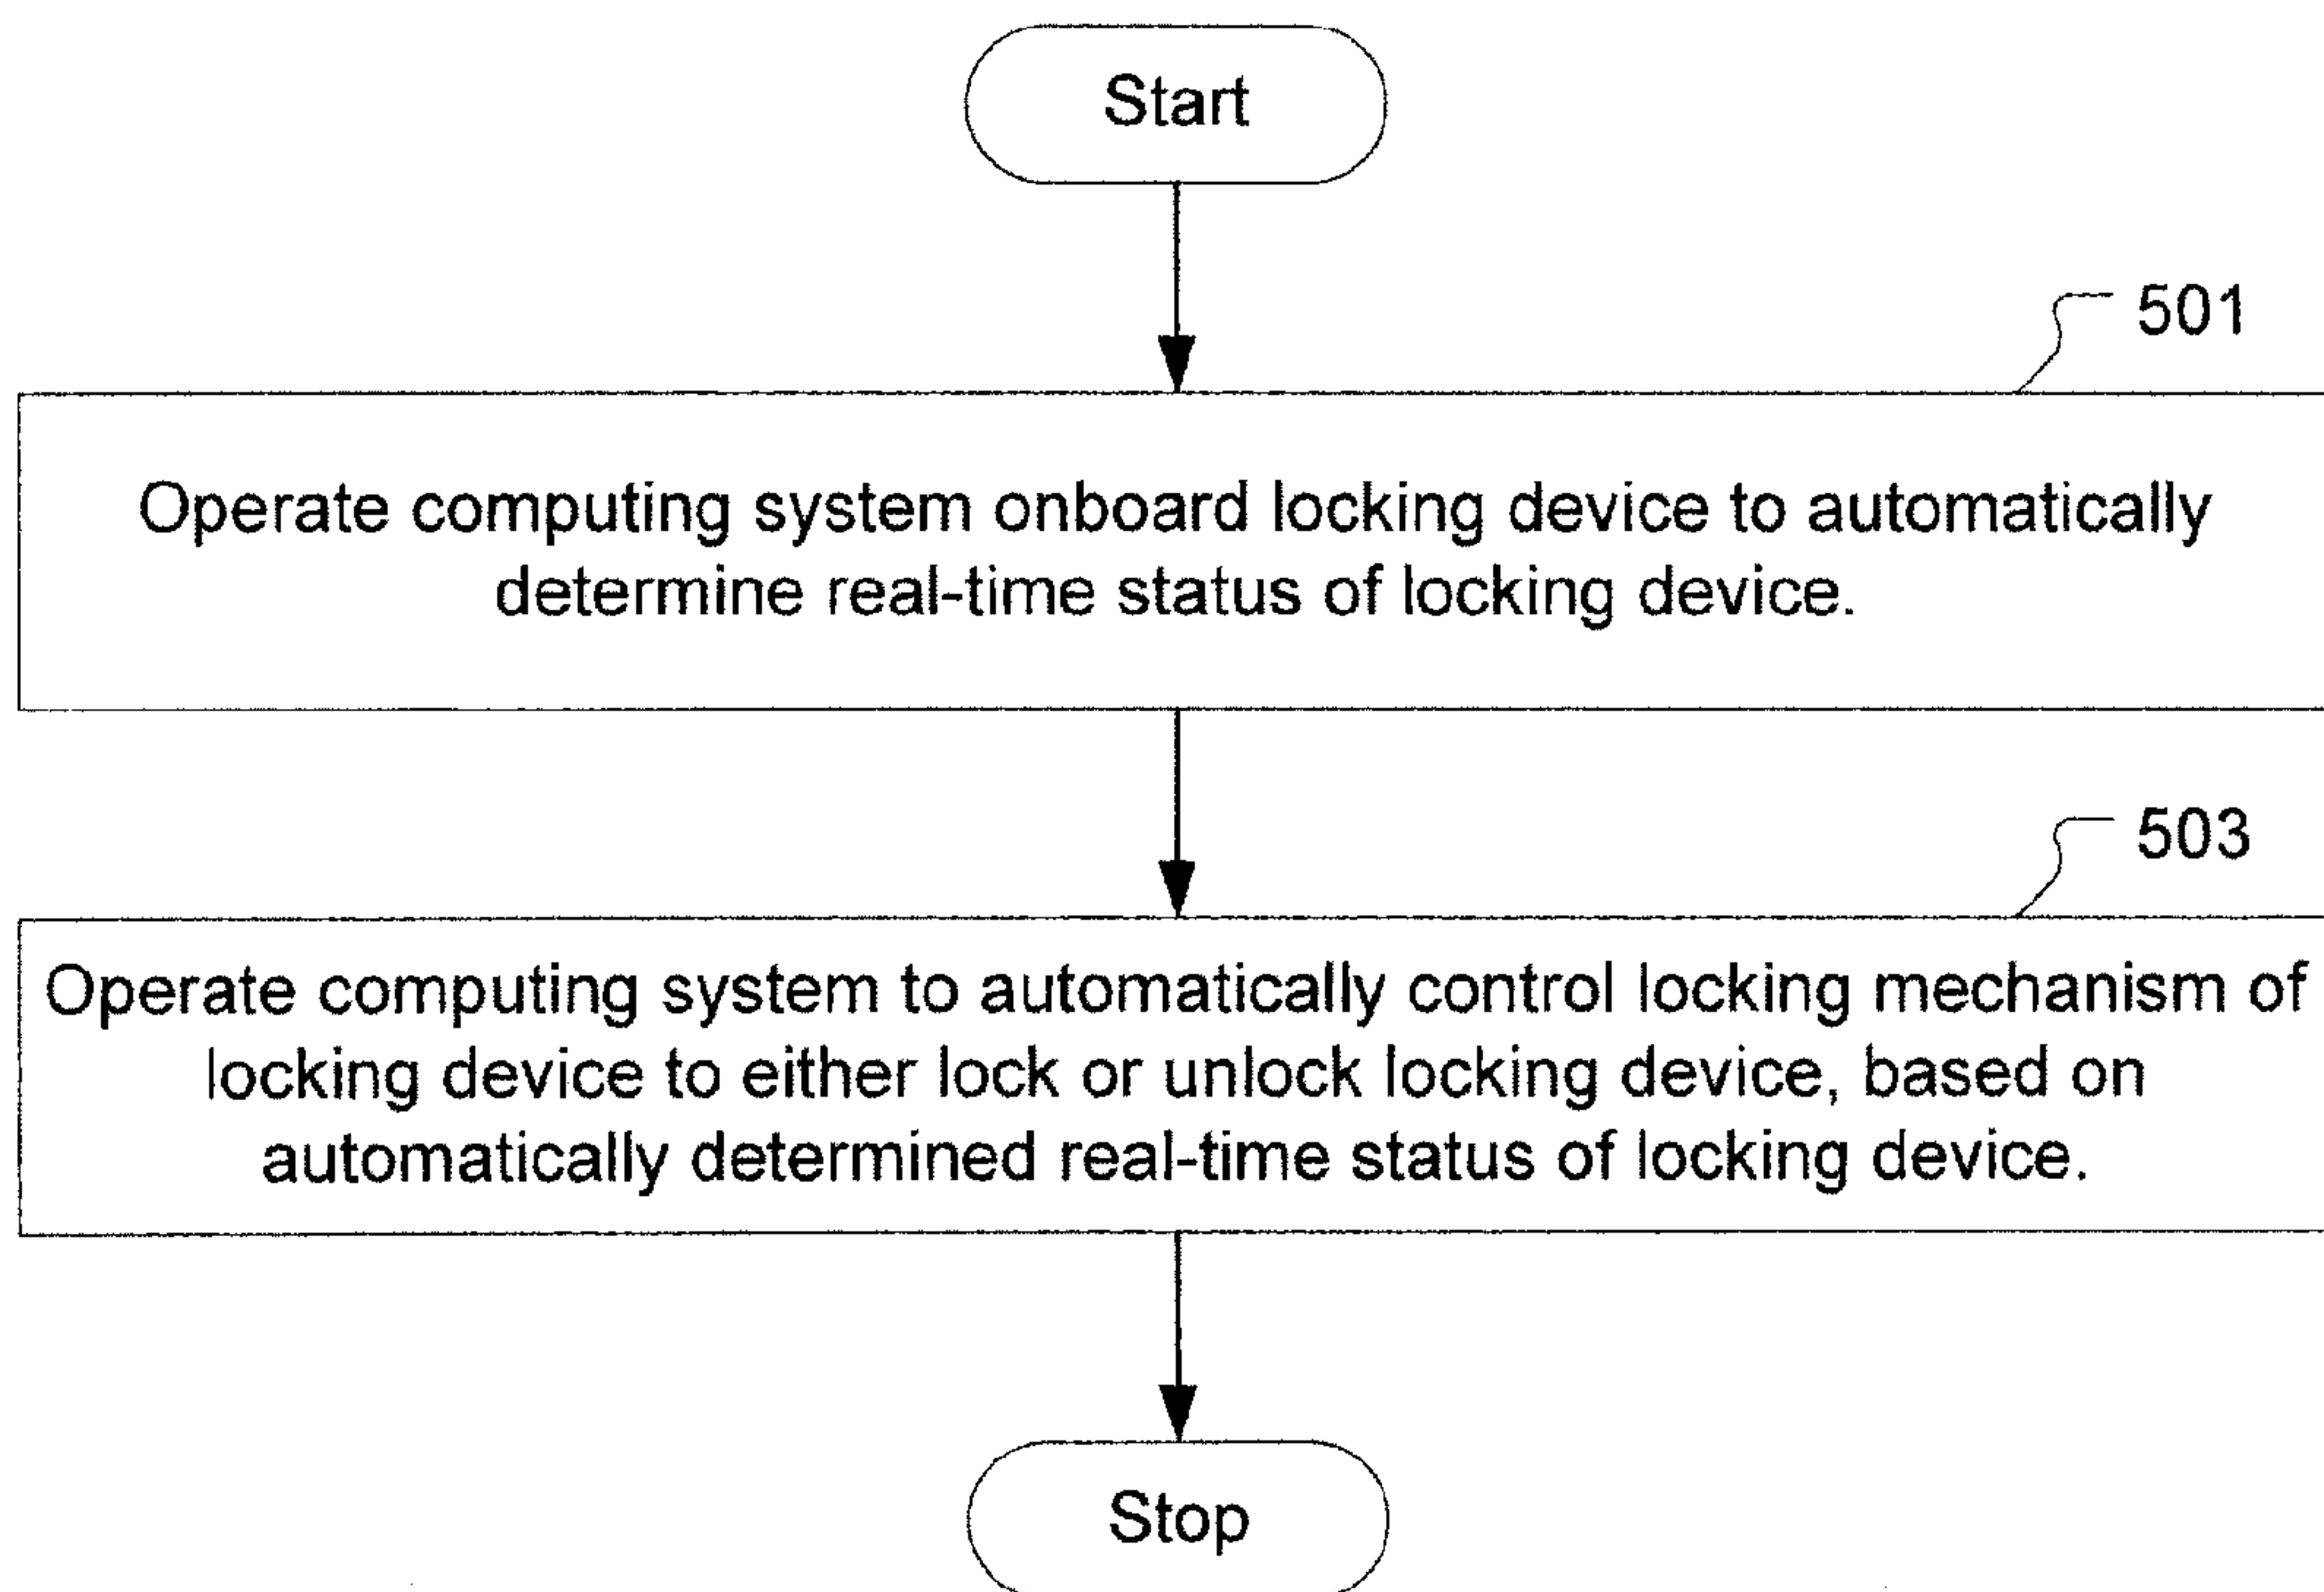 Start
501
Operate computing system onboard locking device to automatically
determine real-time status of locking device.
503
Operate computing system to automatically control locking mechanism of
locking device to either lock or unlock locking device, based on
automatically determined real-time status of locking device.
Stop